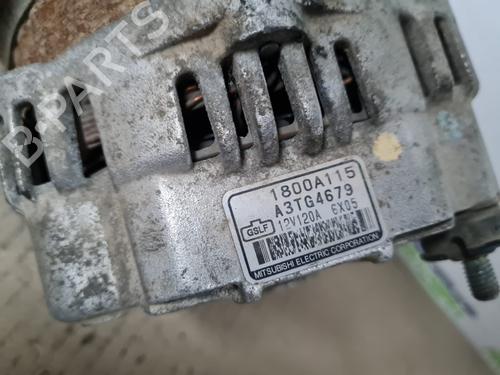 B-PARTS
1800A115
A3TG4679
GSLF
12V120A 6X05
MITSUBISHI ELECTRIC CORPORATION